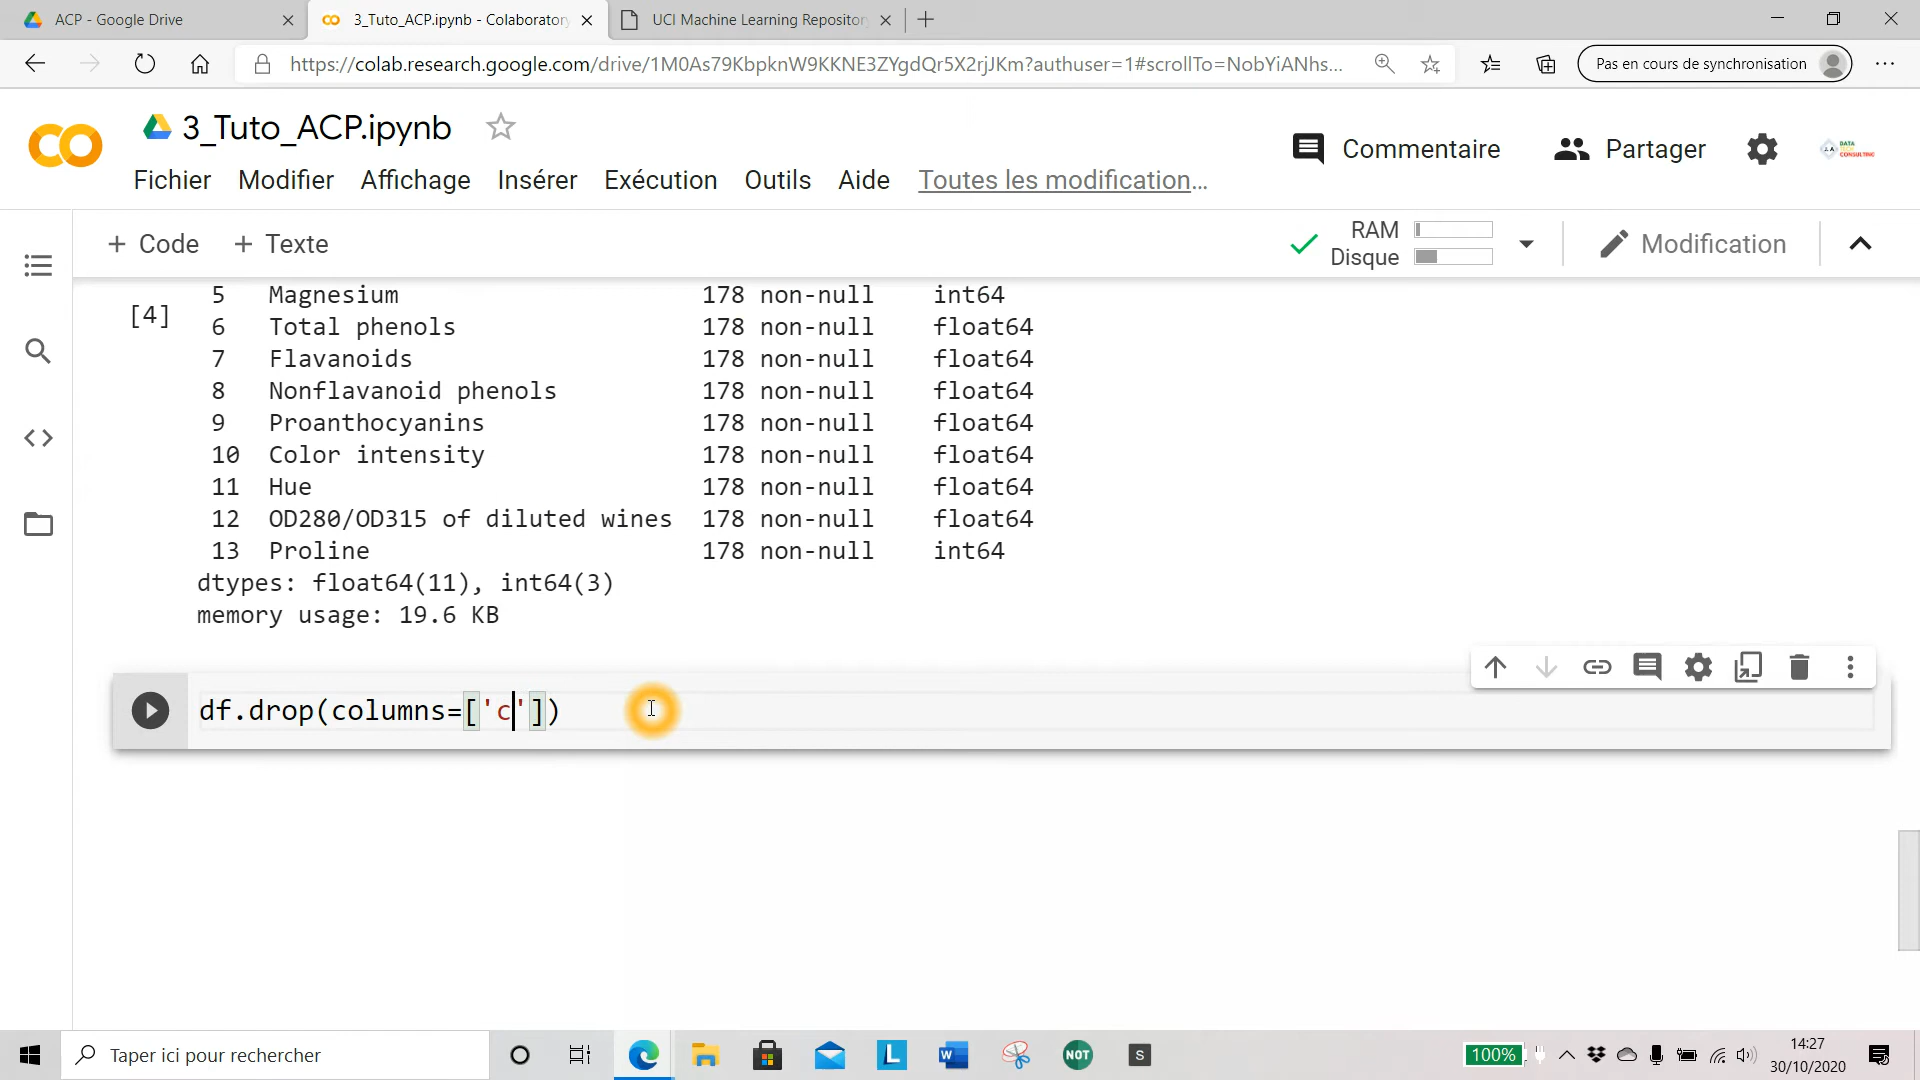 ACP - Google Drive
3_Tuto_ACP.ipynb - Colaboratory
UCI Machine Learning Repository
https://colab.research.google.com/drive/1M0As79KbpknW9KKNE3ZYgdQr5X2rjJKm?authuser=1#scrollTo=NobYiANhs...
Pas en cours de synchronisation
3_Tuto_ACP.ipynb
Commentaire
Partager
DATA
CONSULTING
Fichier Modifier Affichage Insérer Exécution Outils Aide Toutes les modification...
+ Code + Texte
RAM
Disque
Modification
[4]
5 Magnesium 178 non-null int64
6 Total phenols 178 non-null float64
7 Flavanoids 178 non-null float64
8 Nonflavanoid phenols 178 non-null float64
9 Proanthocyanins 178 non-null float64
10 Color intensity 178 non-null float64
11 Hue 178 non-null float64
12 OD280/OD315 of diluted wines 178 non-null float64
13 Proline 178 non-null int64
dtypes: float64(11), int64(3)
memory usage: 19.6 KB
df.drop(columns=['c'])
Taper ici pour rechercher
L
W
NOT
S
100%
14:27
30/10/2020